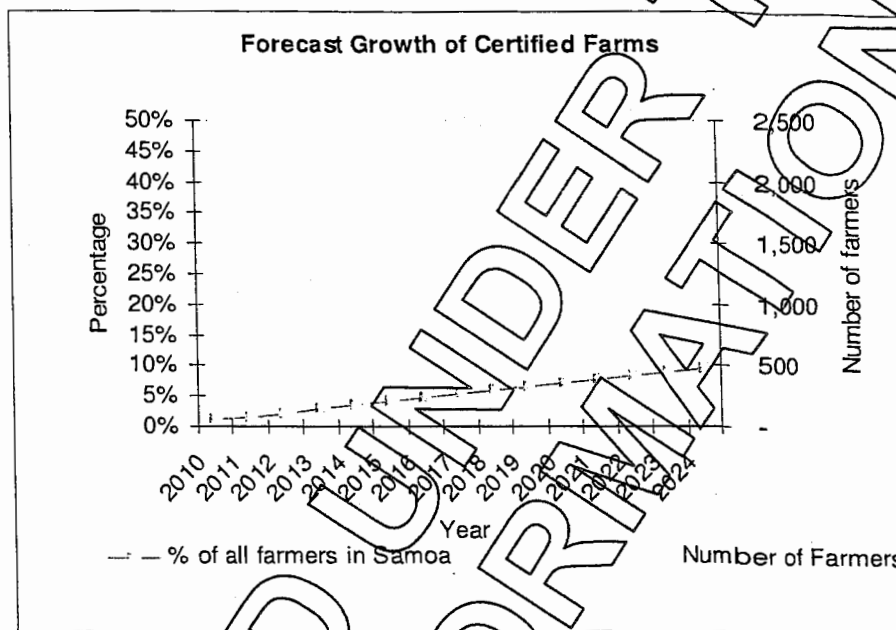 Forecast Growth of Certified Farms
50%
45%
40%
35%
30%
25%
20%
15%
10%
5%
0%
Percentage
2,500
2,000
1,500
1,000
500
-
Number of farmers
2010 2011 2012 2013 2014 2015 2016 2017 2018 2019 2020 2021 2022 2023 2024
Year
% of all farmers in Samoa
Number of Farmers
UNDER